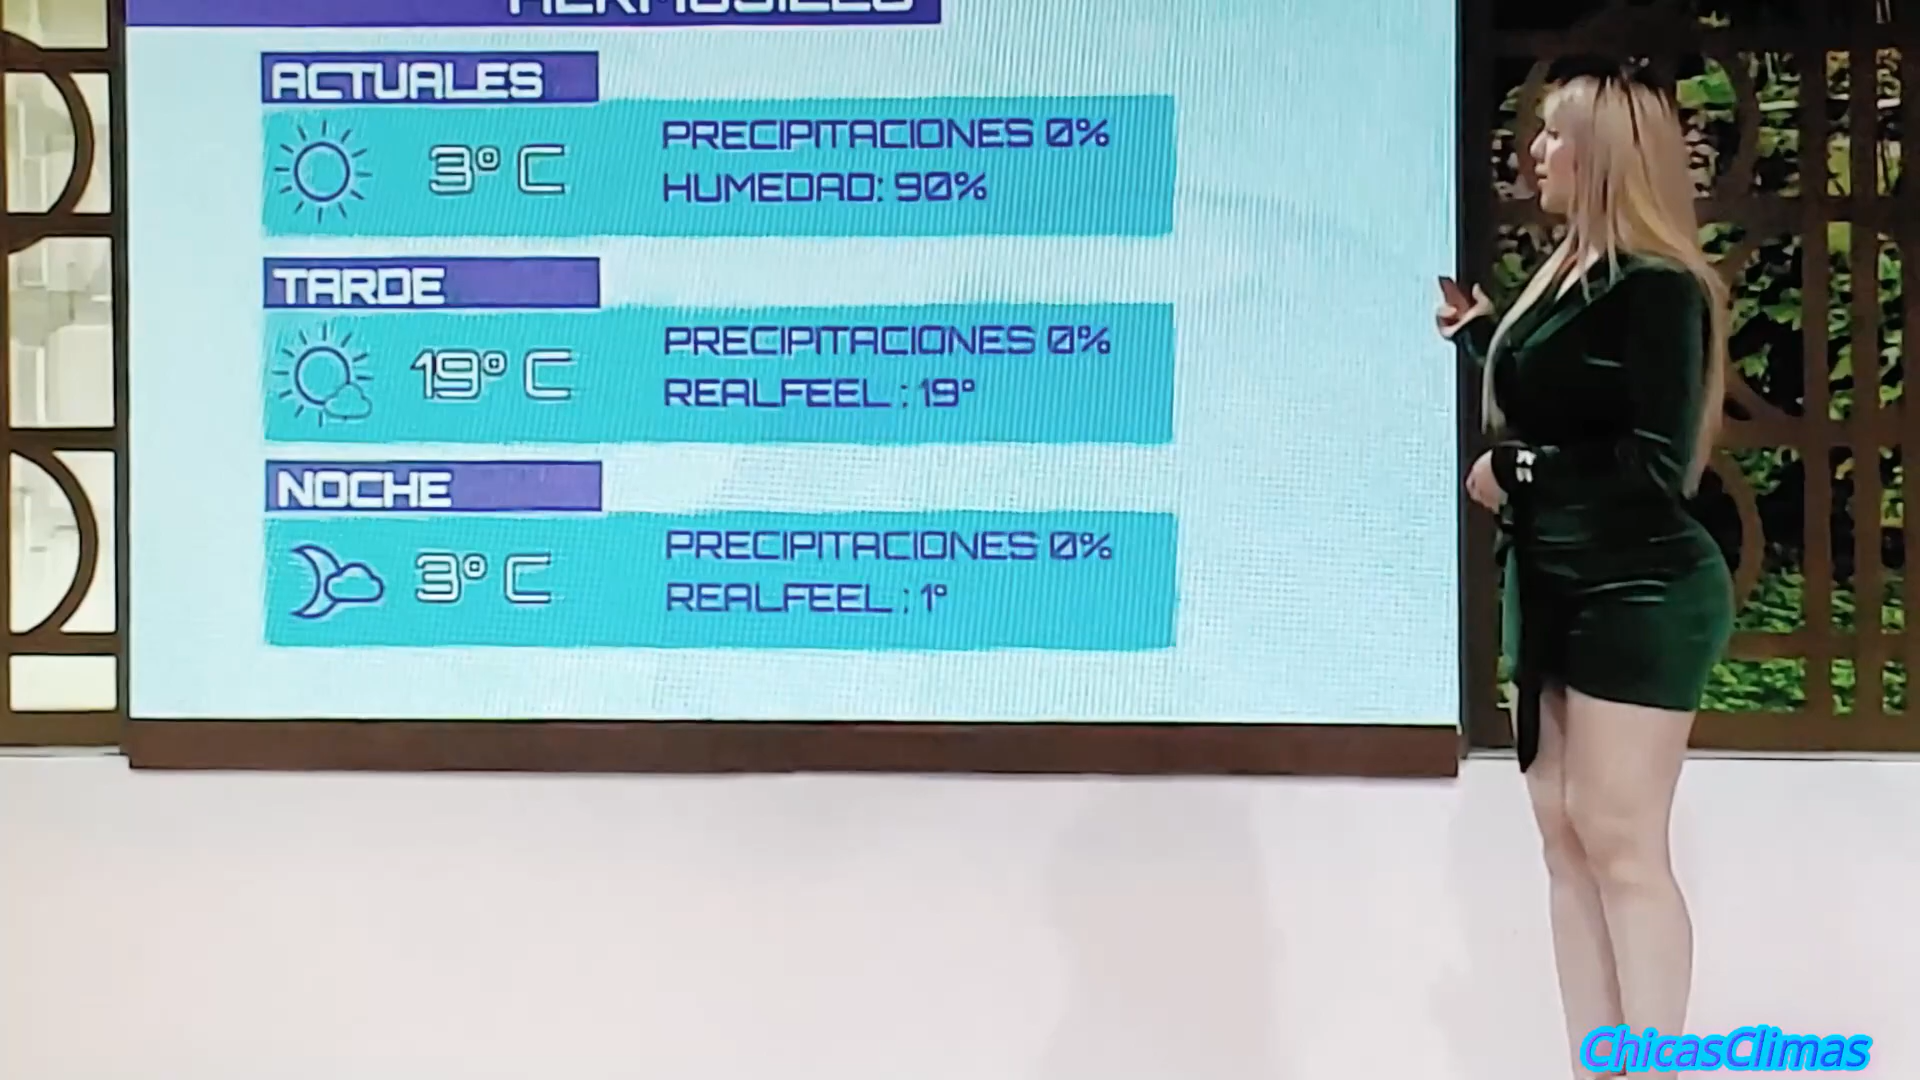 HERMOSILLO
ACTUALES
3° C
PRECIPITACIONES 0%
HUMEDAD: 90%
TARDE
19° C
PRECIPITACIONES 0%
REALFEEL : 19°
NOCHE
3° C
PRECIPITACIONES 0%
REALFEEL : 1°
ChicasClimas